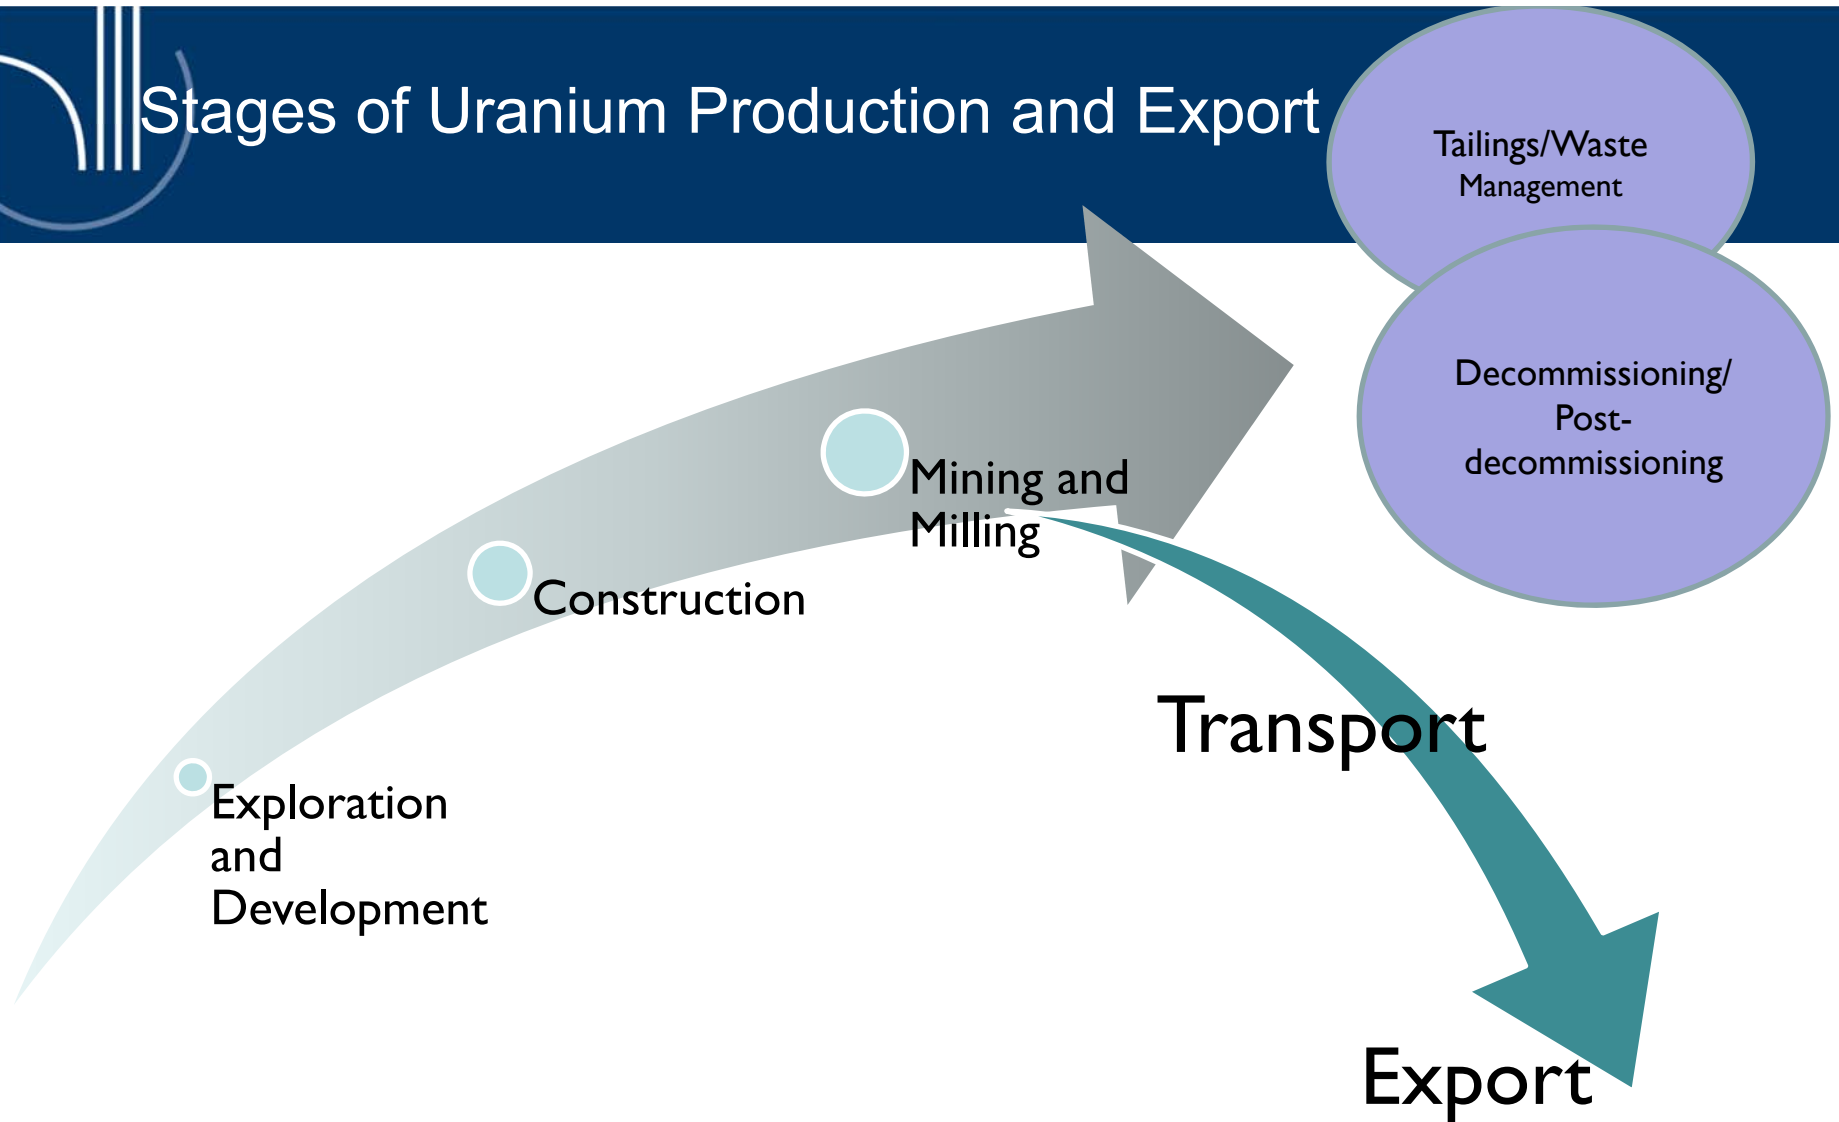 Stages of Uranium Production and Export
Tailings/Waste
Management
Decommissioning/
Post-
decommissioning
Mining and
Milling
Construction
Exploration
and
Development
Transport
Export